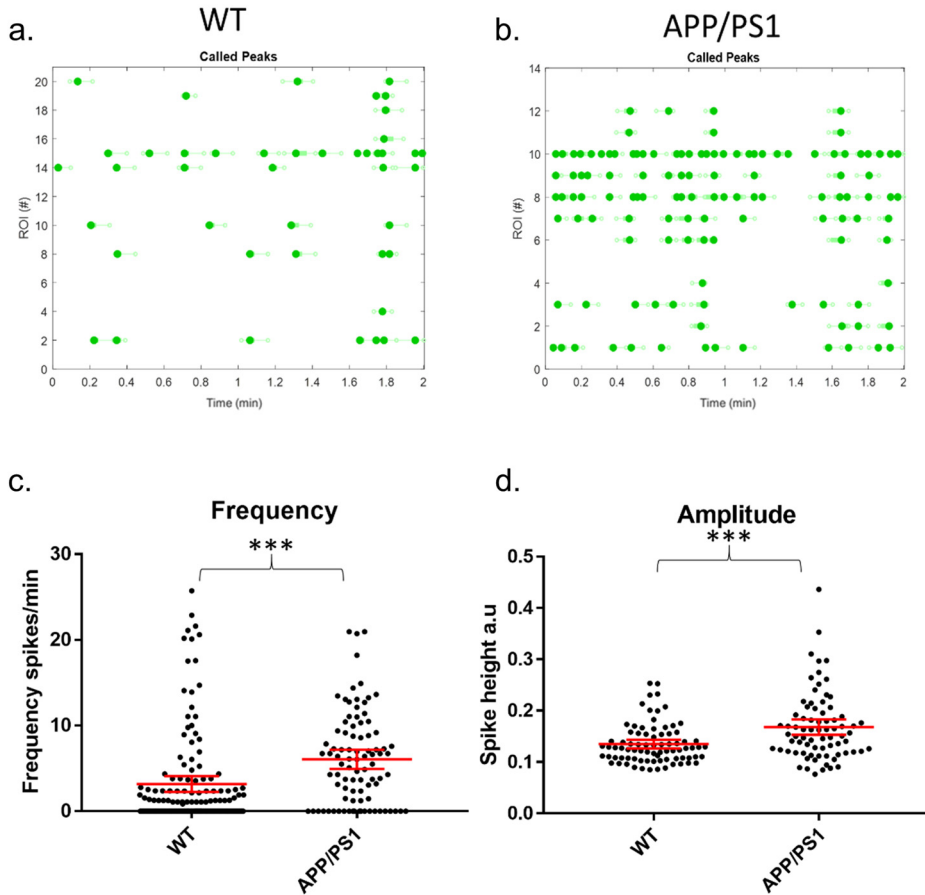 a.
WT
Called Peaks
ROI (#)
20
18
16
14
12
10
8
6
4
2
0
0 0.2 0.4 0.6 0.8 1 1.2 1.4 1.6 1.8 2
Time (min)
b.
APP/PS1
Called Peaks
ROI (#)
14
12
10
8
6
4
2
0
0 0.2 0.4 0.6 0.8 1 1.2 1.4 1.6 1.8 2
Time (min)
c.
Frequency
***
Frequency spikes/min
30
20
10
0
WT
APP/PS1
d.
Amplitude
***
Spike height a.u
0.5
0.4
0.3
0.2
0.1
0.0
WT
APP/PS1